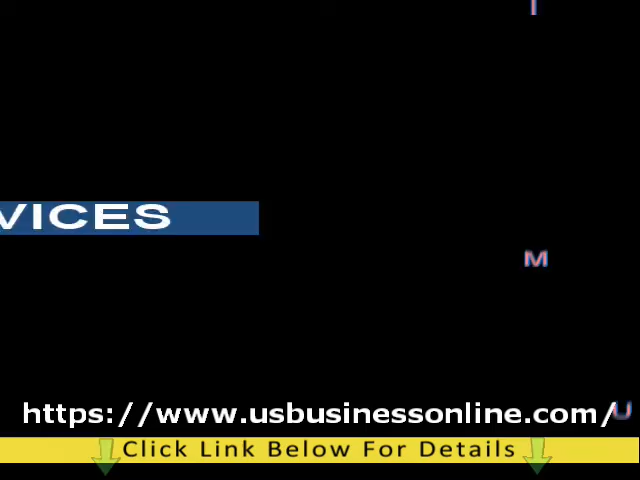 I
VICES
M
https://www.usbusinessonline.com/
U
Click Link Below For Details